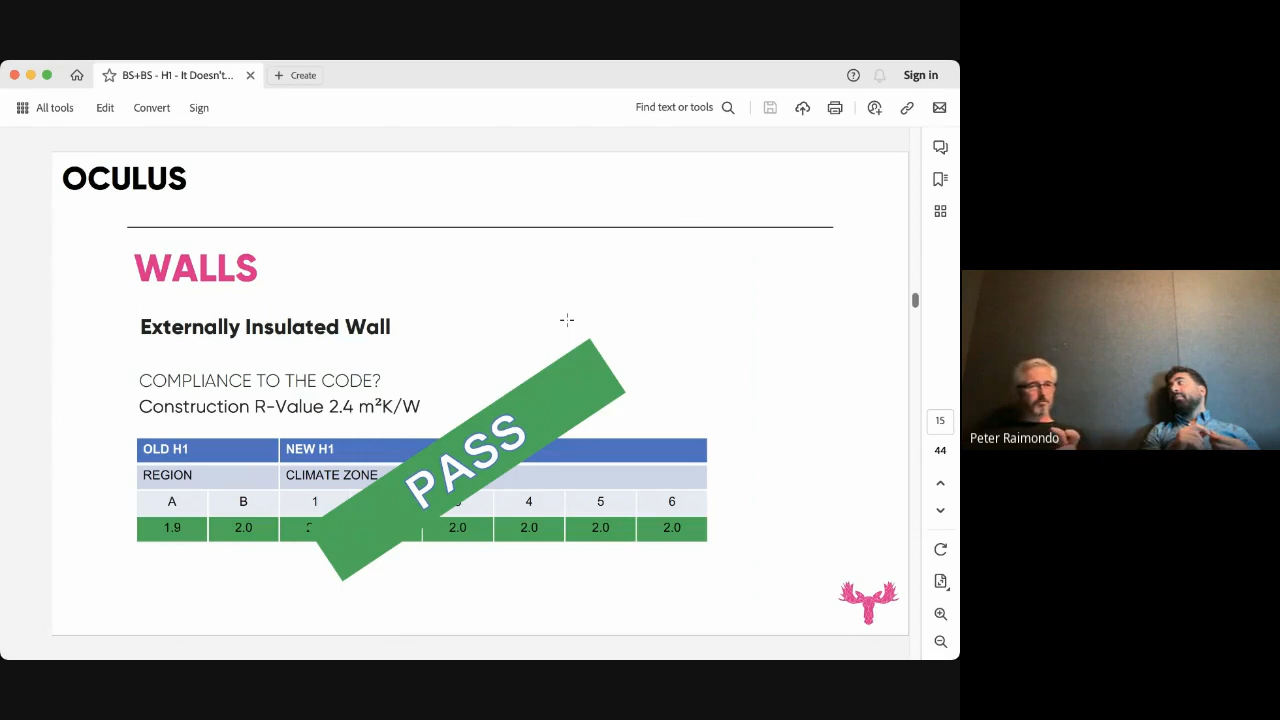 BS+BS - H1 - It Doesn't...
Create
Sign in
All tools Edit Convert Sign
Find text or tools
OCULUS
WALLS
Externally Insulated Wall
COMPLIANCE TO THE CODE?
Construction R-Value 2.4 m²K/W
OLD H1 NEW H1
REGION CLIMATE ZONE
A B 1 4 5 6
1.9 2.0 2.0 2.0 2.0 2.0
PASS
15
44
Peter Raimondo